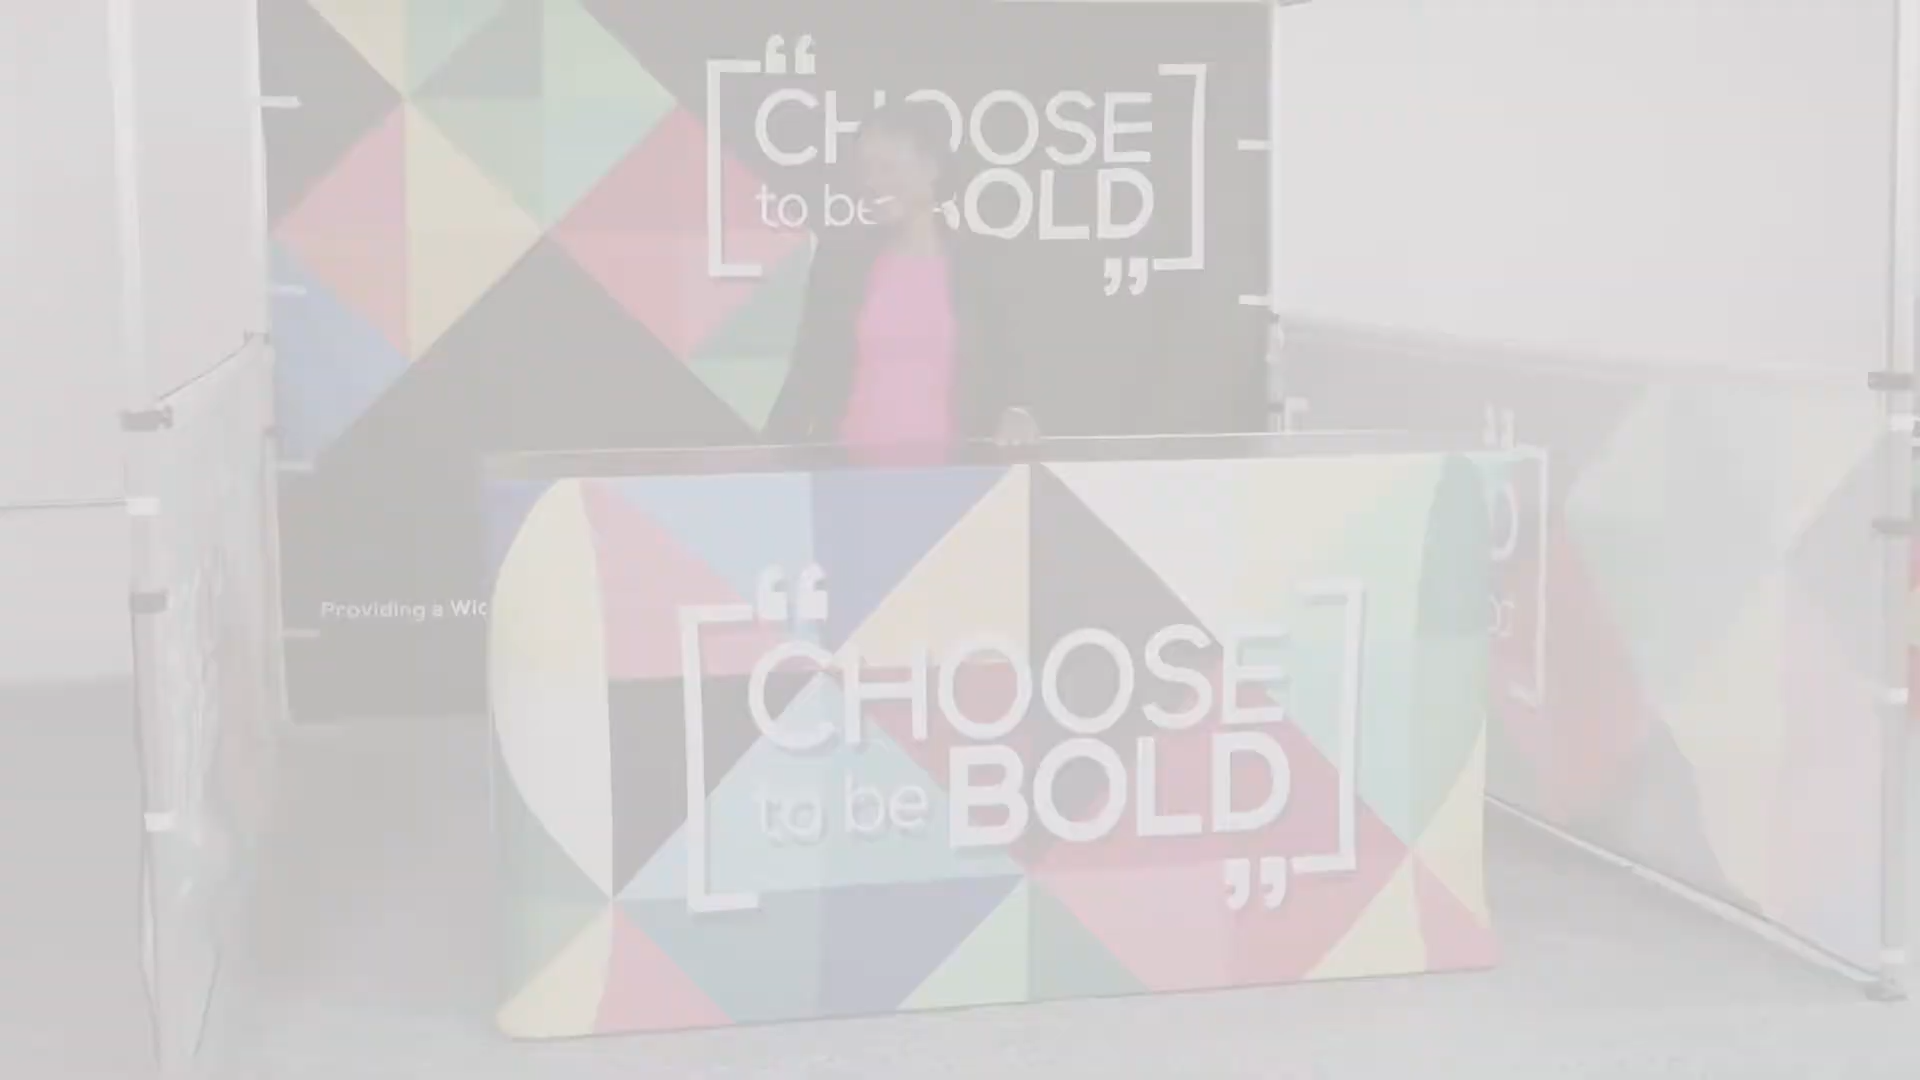 “
CHOOSE
to be BOLD
”
Providing a
“
CHOOSE
to be BOLD
”